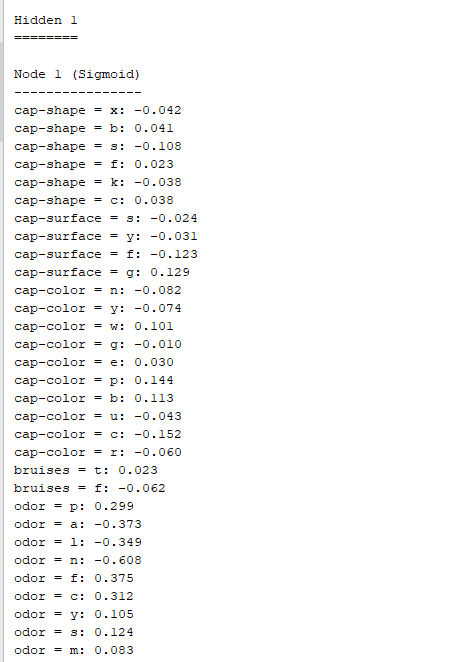 Hidden 1
========
Node 1 (Sigmoid)
----------------
cap-shape = x: -0.042
cap-shape = b: 0.041
cap-shape = s: -0.108
cap-shape = f: 0.023
cap-shape = k: -0.038
cap-shape = c: 0.038
cap-surface = s: -0.024
cap-surface = y: -0.031
cap-surface = f: -0.123
cap-surface = g: 0.129
cap-color = n: -0.082
cap-color = y: -0.074
cap-color = w: 0.101
cap-color = g: -0.010
cap-color = e: 0.030
cap-color = p: 0.144
cap-color = b: 0.113
cap-color = u: -0.043
cap-color = c: -0.152
cap-color = r: -0.060
bruises = t: 0.023
bruises = f: -0.062
odor = p: 0.299
odor = a: -0.373
odor = l: -0.349
odor = n: -0.608
odor = f: 0.375
odor = c: 0.312
odor = y: 0.105
odor = s: 0.124
odor = m: 0.083